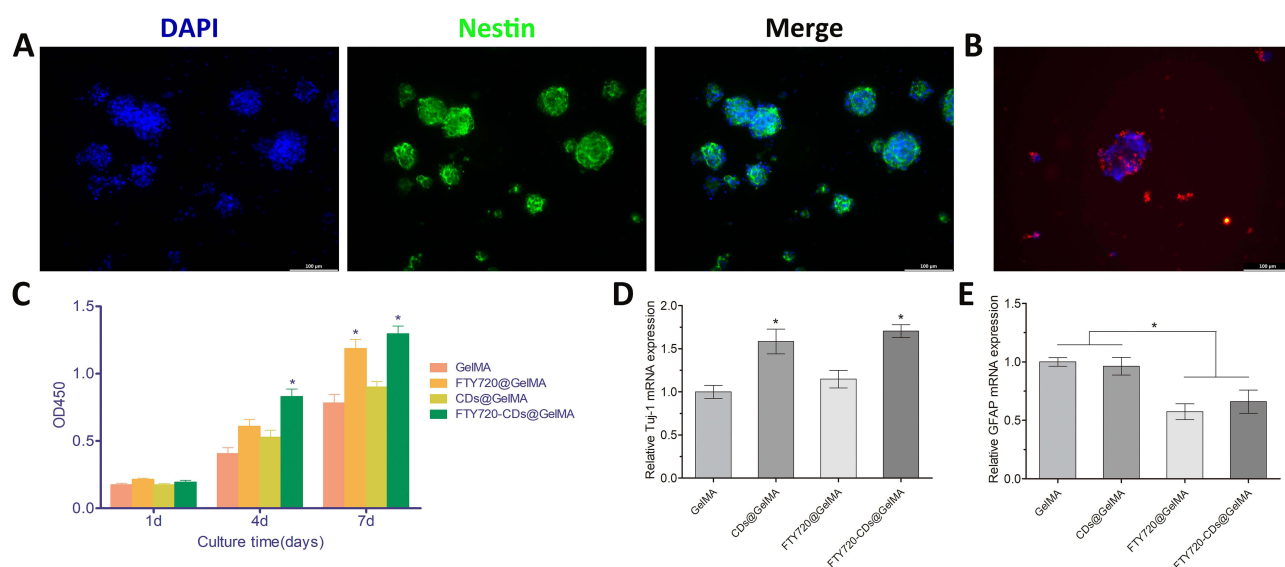 A
DAPI
Nestin
Merge
B
100 μm
100 μm
100 μm
C
1.5
1.0
0.5
0.0
OD450
1d
4d
7d
Culture time(days)
*
*
*
GelMA
FTY720@GelMA
CDs@GelMA
FTY720-CDs@GelMA
D
Relative Tuj-1 mRNA expression
2.0
1.5
1.0
0.5
0.0
*
*
GelMA
CDs@GelMA
FTY720@GelMA
FTY720-CDs@GelMA
E
Relative GFAP mRNA expression
1.5
1.0
0.5
0.0
*
GelMA
CDs@GelMA
FTY720@GelMA
FTY720-CDs@GelMA